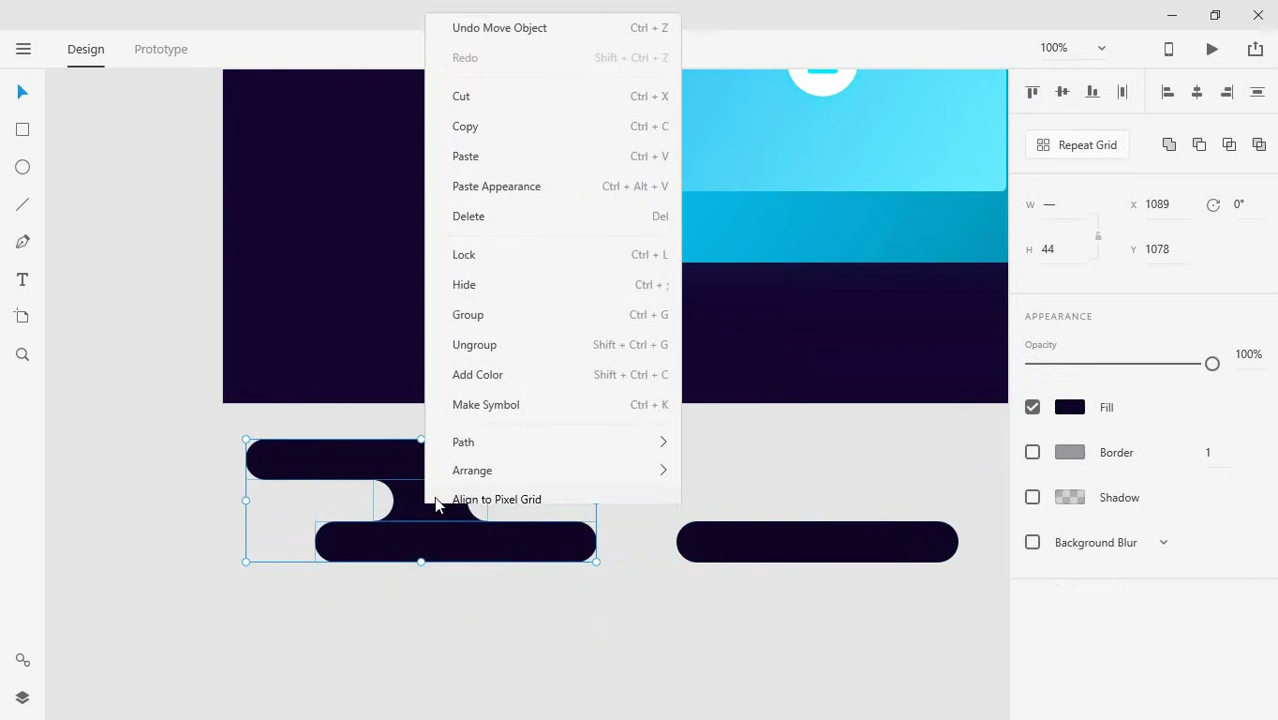 Design
Prototype
100%
Undo Move Object Ctrl + Z
Redo Shift + Ctrl + Z
Cut Ctrl + X
Copy Ctrl + C
Paste Ctrl + V
Paste Appearance Ctrl + Alt + V
Delete Del
Lock Ctrl + L
Hide Ctrl + ;
Group Ctrl + G
Ungroup Shift + Ctrl + G
Add Color Shift + Ctrl + C
Make Symbol Ctrl + K
Path
Arrange
Align to Pixel Grid
Repeat Grid
W — X 1089 0°
H 44 Y 1078
APPEARANCE
Opacity
100%
Fill
Border 1
Shadow
Background Blur